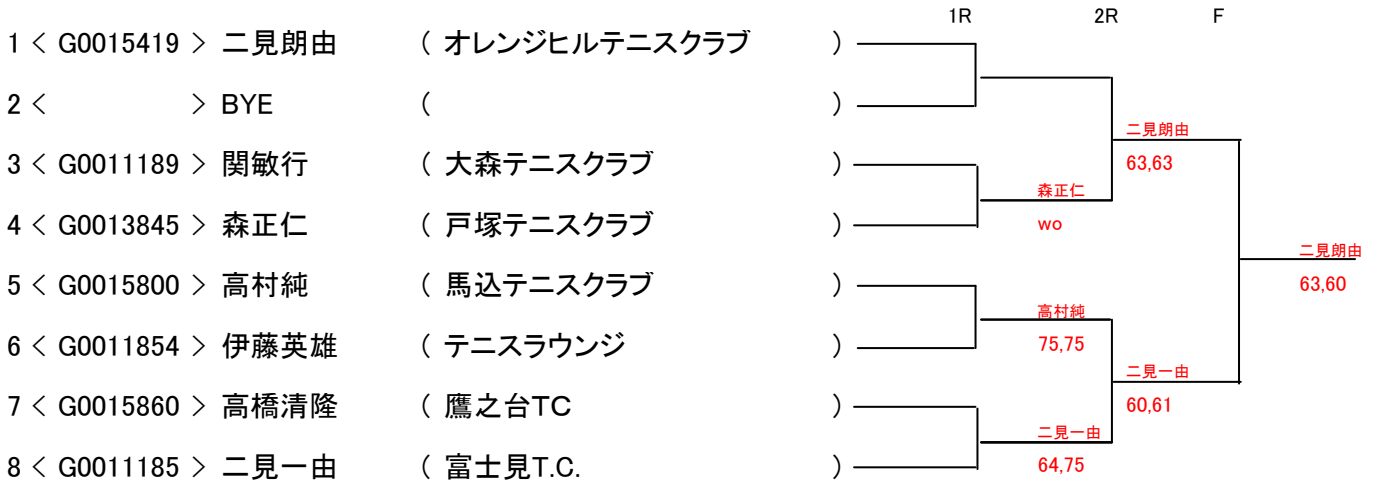 1R 2R F
1 < G0015419 > 二見朗由 ( オレンジヒルテニスクラブ )
2 < > BYE ( )
二見朗由
3 < G0011189 > 関敏行 ( 大森テニスクラブ )
63,63
森正仁
4 < G0013845 > 森正仁 ( 戸塚テニスクラブ )
wo
二見朗由
5 < G0015800 > 高村純 ( 馬込テニスクラブ )
63,60
高村純
6 < G0011854 > 伊藤英雄 ( テニスラウンジ )
75,75
二見一由
7 < G0015860 > 高橋清隆 ( 鷹之台TC )
60,61
二見一由
8 < G0011185 > 二見一由 ( 富士見T.C. )
64,75